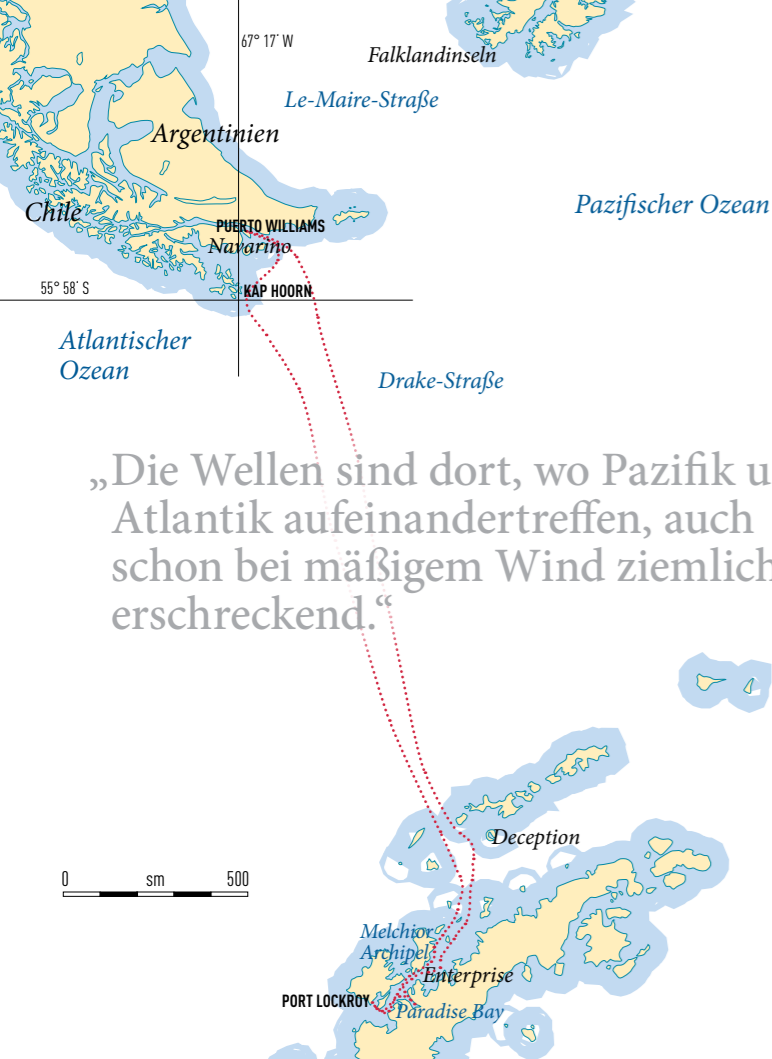 67° 17' W
Falklandinseln
Le-Maire-Straße
Argentinien
Chile
Pazifischer Ozean
PUERTO WILLIAMS
Navarino
55° 58' S
KAP HOORN
Atlantischer
Ozean
Drake-Straße
„Die Wellen sind dort, wo Pazifik u
Atlantik aufeinandertreffen, auch
schon bei mäßigem Wind ziemlich
erschreckend.“
Deception
0 sm 500
Melchior
Archipel
Enterprise
PORT LOCKROY
Paradise Bay